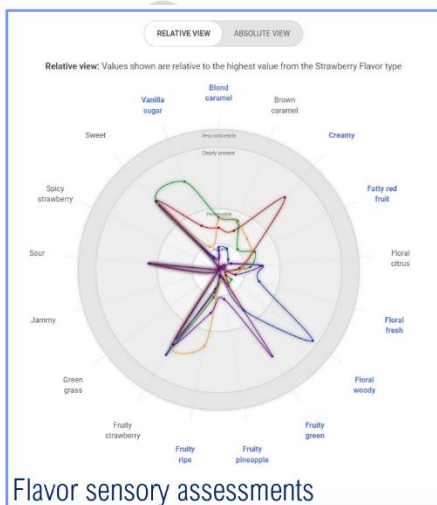 RELATIVE VIEW
ABSOLUTE VIEW
Relative view: Values shown are relative to the highest value from the Strawberry Flavor type
Blond
caramel
Brown
caramel
Creamy
Fatty red
fruit
Floral
citrus
Floral
fresh
Floral
woody
Fruity
green
Fruity
pineapple
Fruity
ripe
Fruity
strawberry
Green
grass
Jammy
Sour
Spicy
strawberry
Sweet
Vanilla
sugar
Very noticeable
Clearly present
Flavor sensory assessments